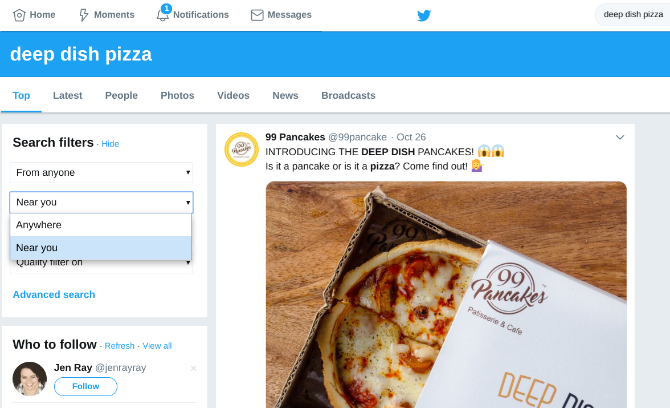 Home
Moments
1
Notifications
Messages
deep dish pizza
deep dish pizza
Top
Latest
People
Photos
Videos
News
Broadcasts
Search filters · Hide
From anyone
Near you
Anywhere
Near you
Quality filter on
Advanced search
Who to follow · Refresh · View all
Jen Ray @jenrayray
Follow
99 Pancakes @99pancake · Oct 26
INTRODUCING THE DEEP DISH PANCAKES!
Is it a pancake or is it a pizza? Come find out!
99
99
Pancakes
Patisserie & Cafe
DEEP